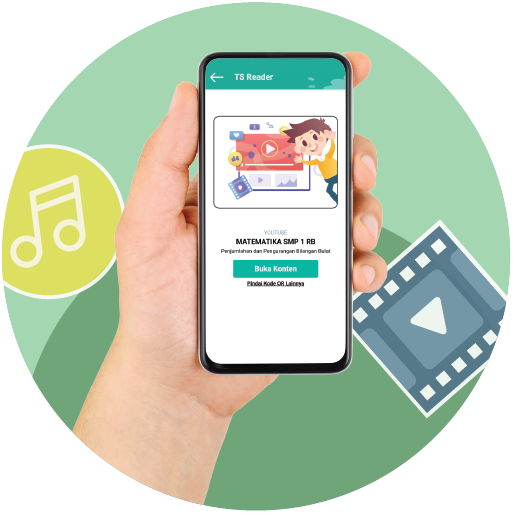 TS Reader
YOUTUBE
MATEMATIKA SMP 1 RB
Penjumlahan dan Pengurangan Bilangan Bulat
Buka Konten
Pindai Kode QR Lainnya